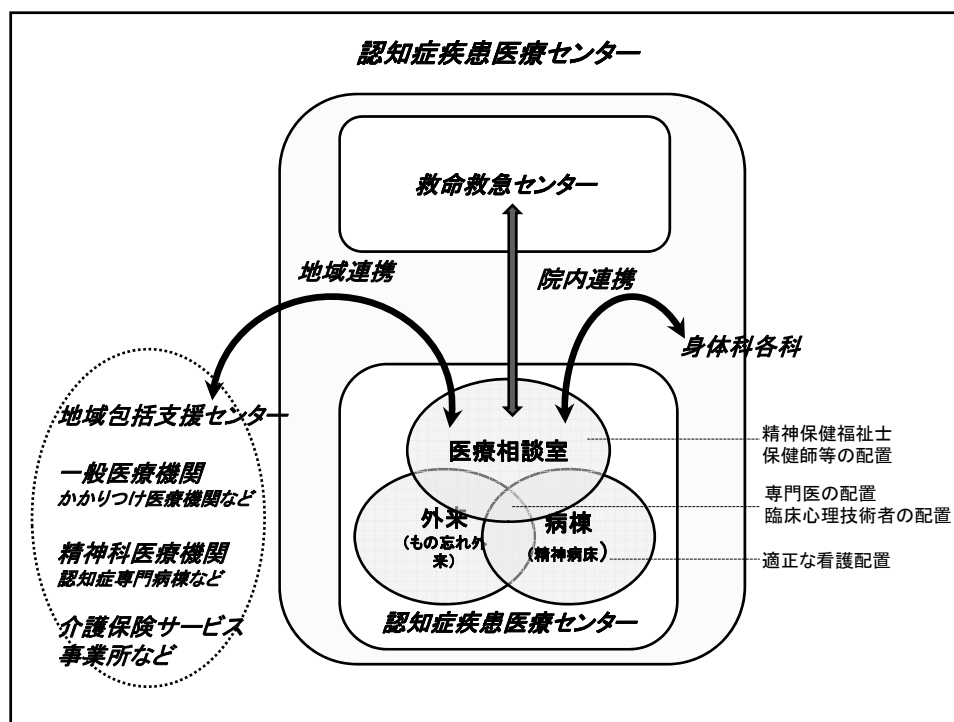 認知症疾患医療センター
救命救急センター
地域連携
院内連携
身体科各科
地域包括支援センター
一般医療機関
かかりつけ医療機関など
精神科医療機関
認知症専門病棟など
介護保険サービス
事業所など
医療相談室
外来
(もの忘れ外
来)
病棟
(精神病床)
認知症疾患医療センター
精神保健福祉士
保健師等の配置
専門医の配置
臨床心理技術者の配置
適正な看護配置